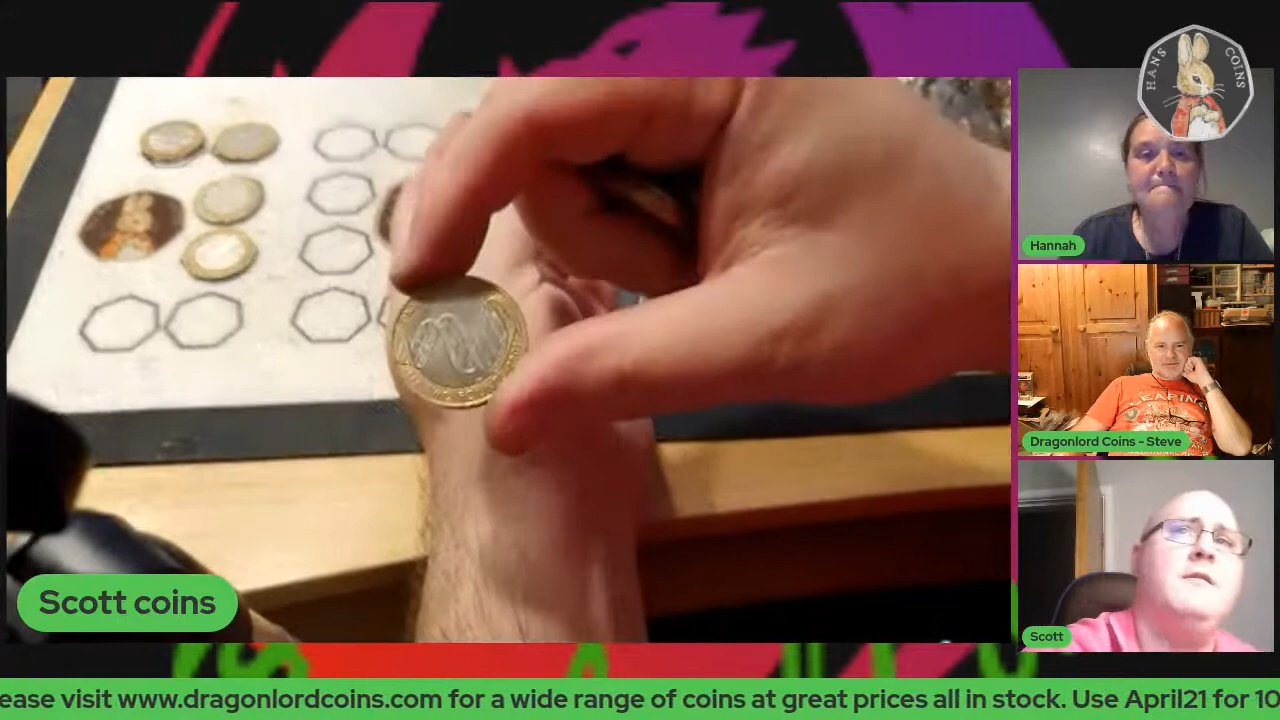 HANS COINS
Hannah
LEAPING
Dragonlord Coins - Steve
Scott coins
Scott
ease visit www.dragonlordcoins.com for a wide range of coins at great prices all in stock. Use April21 for 10